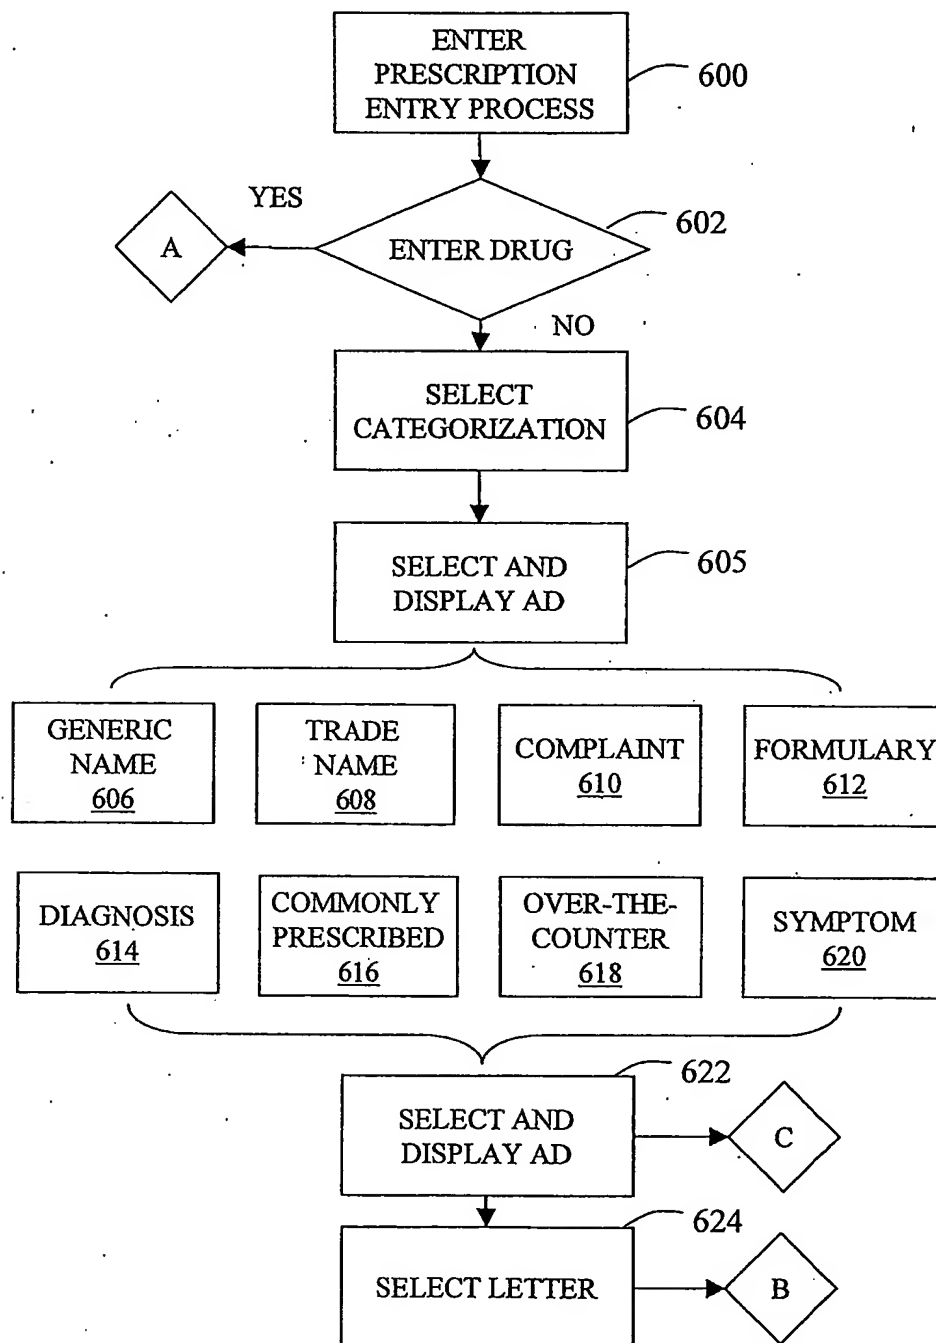 ENTER
PRESCRIPTION
ENTRY PROCESS
600
YES
602
A
ENTER DRUG
NO
SELECT
CATEGORIZATION
604
SELECT AND
DISPLAY AD
605
GENERIC
NAME
606
TRADE
NAME
608
COMPLAINT
610
FORMULARY
612
DIAGNOSIS
614
COMMONLY
PRESCRIBED
616
OVER-THE-
COUNTER
618
SYMPTOM
620
622
SELECT AND
DISPLAY AD
C
624
SELECT LETTER
B